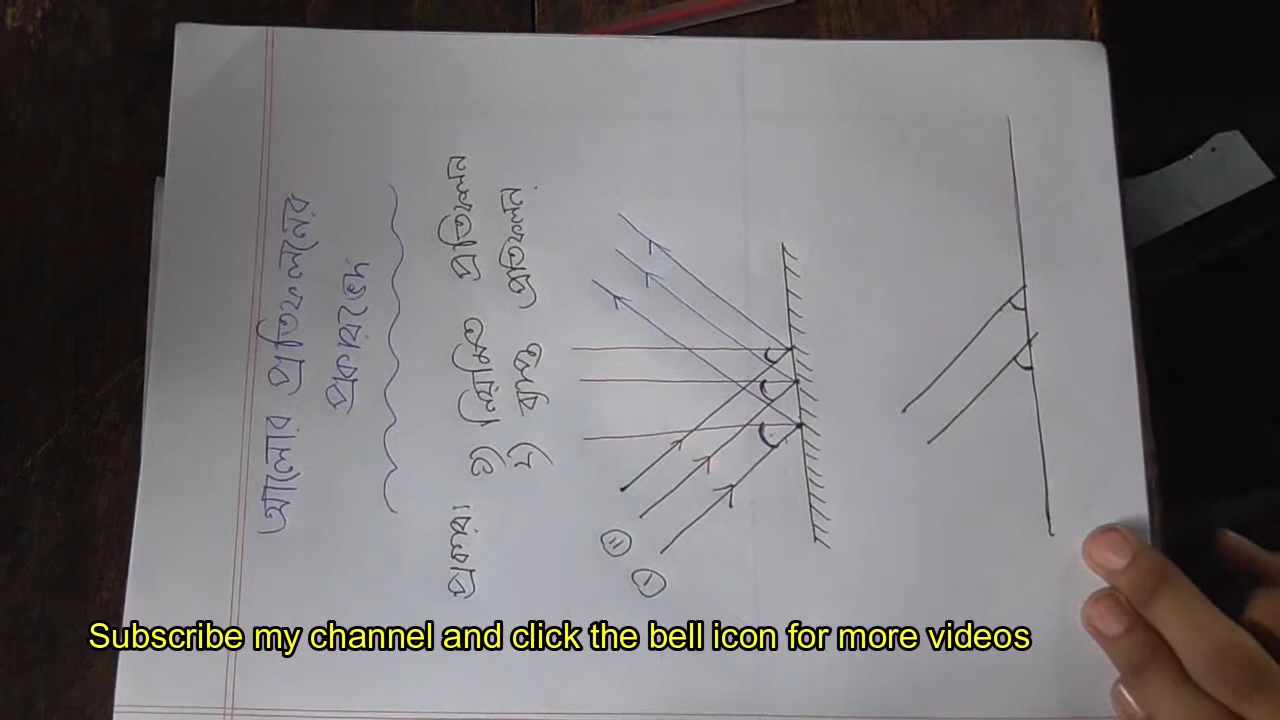 আলোর প্রতিফলনের
প্রকারভেদ
প্রকার। ১) নিয়মিত প্রতিফলন
২) ব্যাপ্ত প্রতিফলন
Subscribe my channel and click the bell icon for more videos